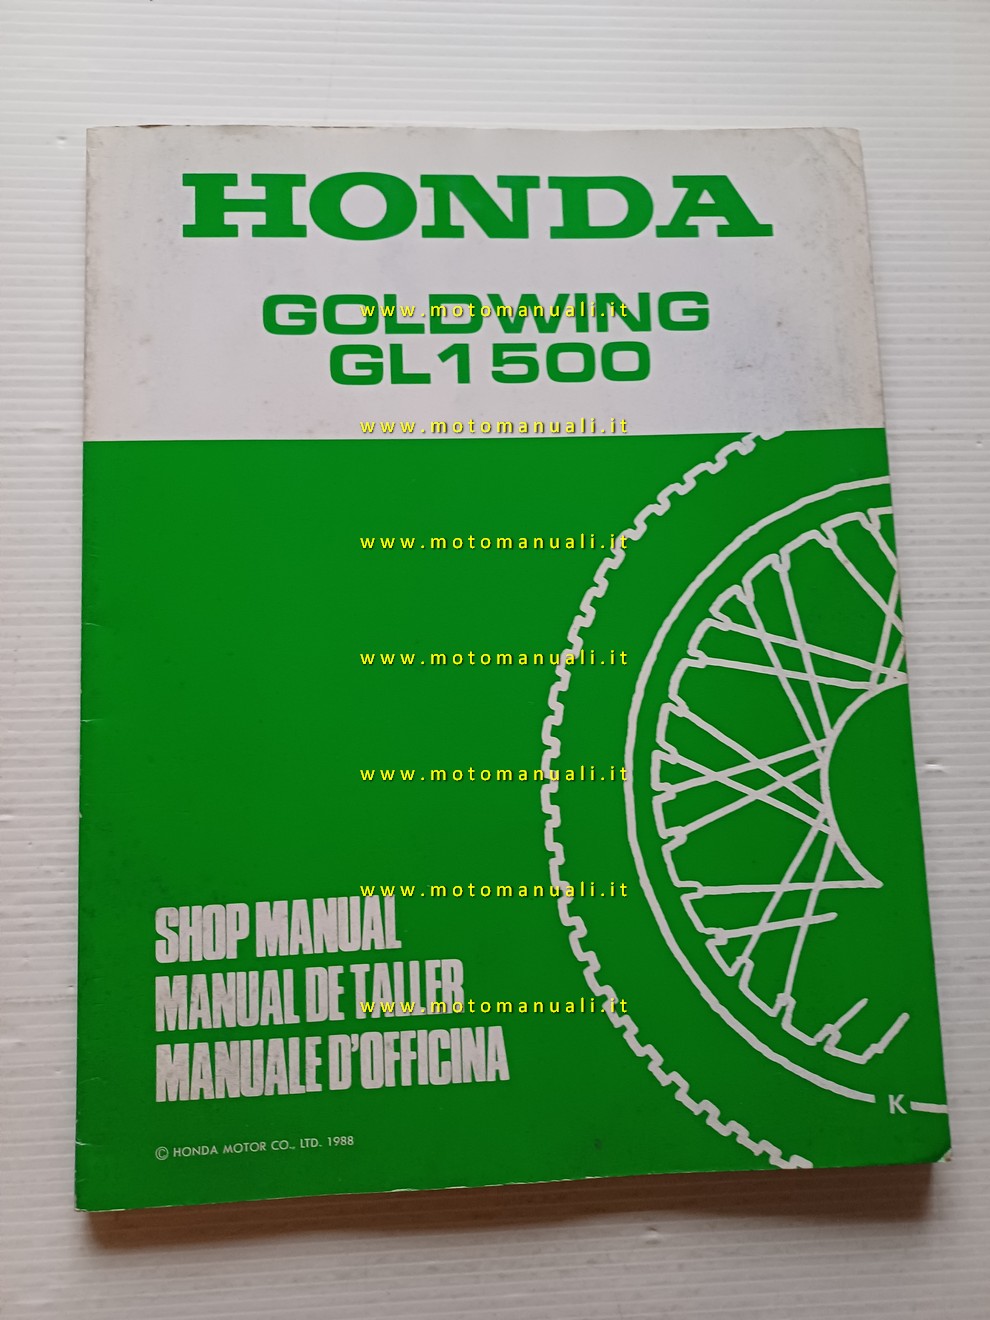 HONDA
GOLDWING
www.motomanuali.it
GL1500
www.motomanuali.it
www.motomanuali.it
www.motomanuali.it
www.motomanuali.it
www.motomanuali.it
SHOP MANUAL
MANUAL DE TALLER
www.motomanuali.it
MANUALE D'OFFICINA
K
© HONDA MOTOR CO., LTD. 1988